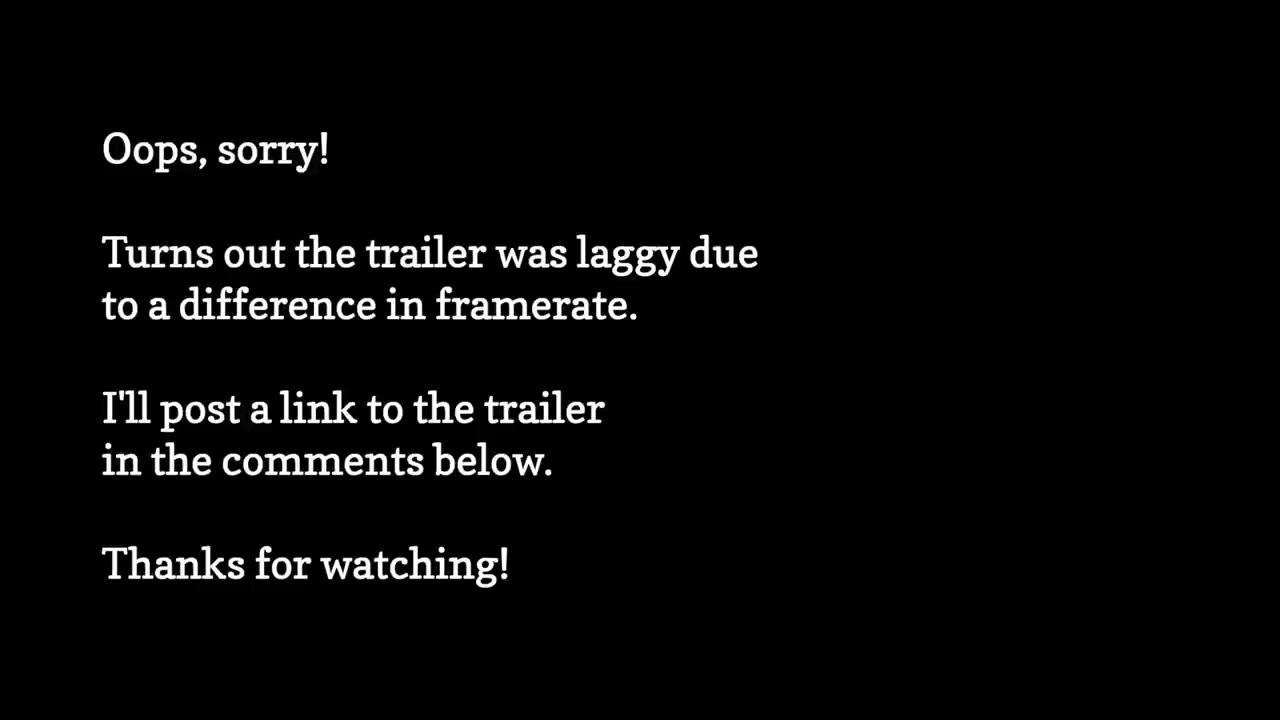 Oops, sorry!
Turns out the trailer was laggy due
to a difference in framerate.
I'll post a link to the trailer
in the comments below.
Thanks for watching!